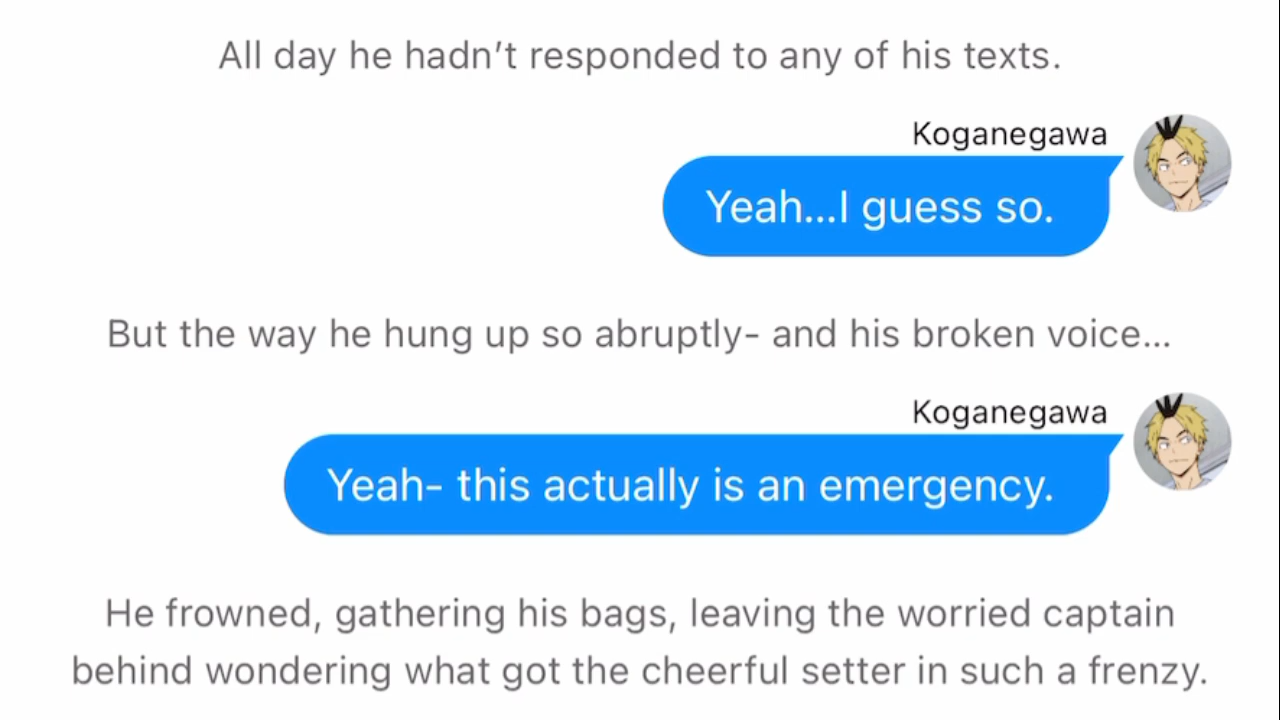 All day he hadn’t responded to any of his texts.
Koganegawa
Yeah...I guess so.
But the way he hung up so abruptly- and his broken voice...
Koganegawa
Yeah- this actually is an emergency.
He frowned, gathering his bags, leaving the worried captain
behind wondering what got the cheerful setter in such a frenzy.